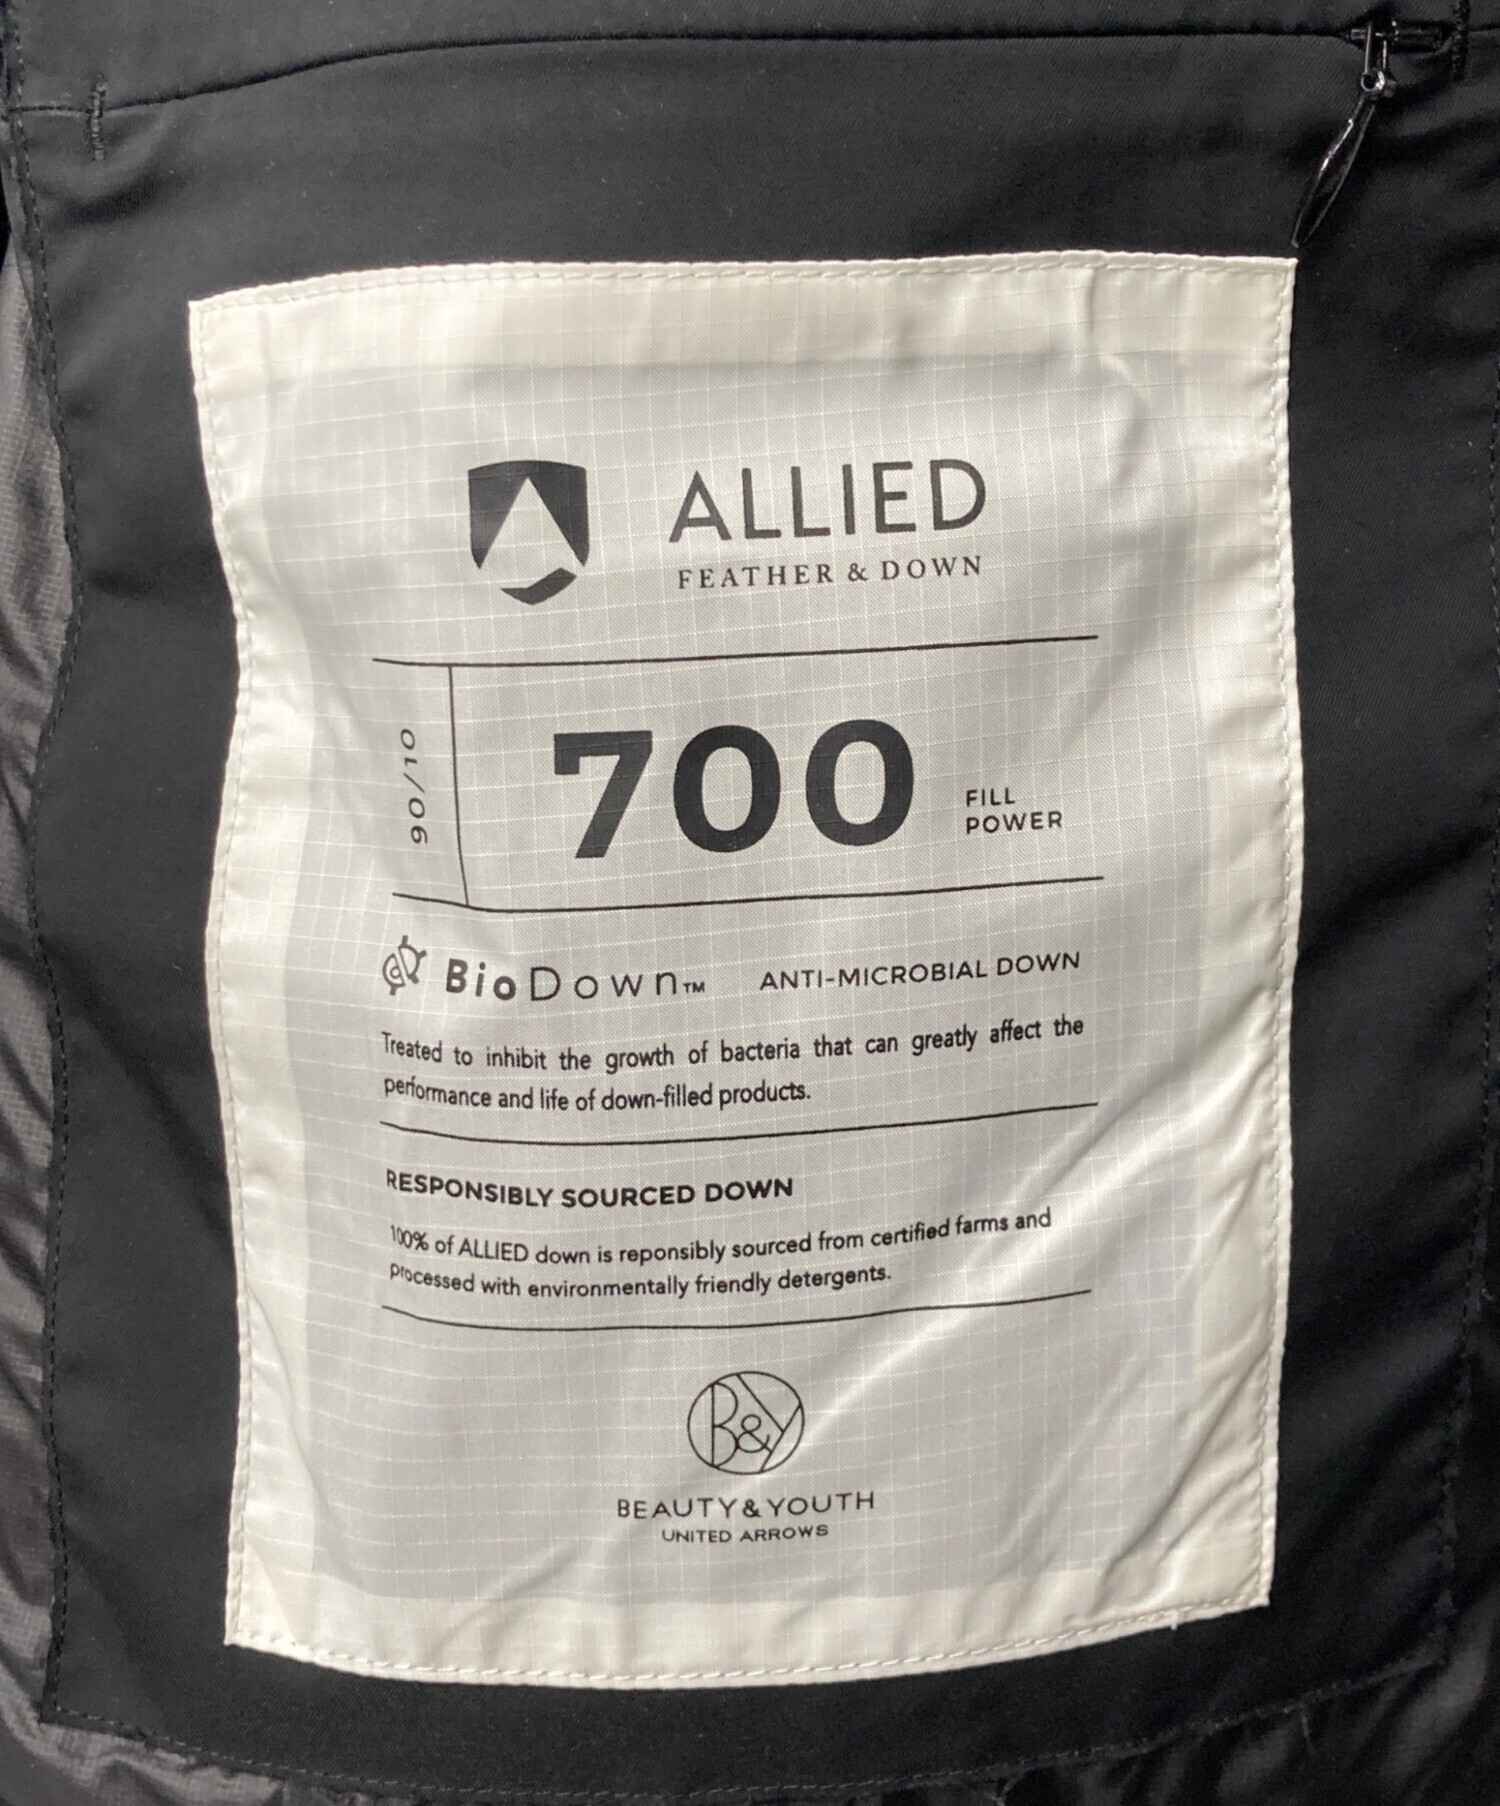 ALLIED
FEATHER & DOWN
90/10
700
FILL
POWER
BioDown™ ANTI-MICROBIAL DOWN
Treated to inhibit the growth of bacteria that can greatly affect the
performance and life of down-filled products.
RESPONSIBLY SOURCED DOWN
100% of ALLIED down is reponsibly sourced from certified farms and
processed with environmentally friendly detergents.
B&Y
BEAUTY&YOUTH
UNITED ARROWS